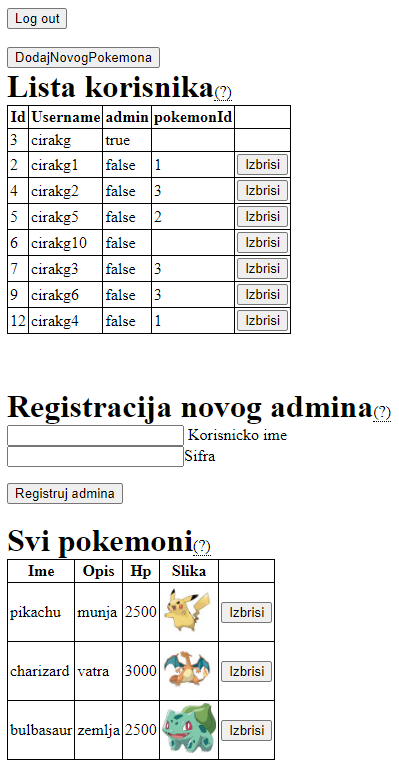 Log out
DodajNovogPokemona
Lista korisnika(?)
Id Username admin pokemonId
3 cirakg true
2 cirakg1 false 1 Izbrisi
4 cirakg2 false 3 Izbrisi
5 cirakg5 false 2 Izbrisi
6 cirakg10 false Izbrisi
7 cirakg3 false 3 Izbrisi
9 cirakg6 false 3 Izbrisi
12 cirakg4 false 1 Izbrisi
Registracija novog admina(?)
Korisnicko ime
Sifra
Registruj admina
Svi pokemoni(?)
Ime Opis Hp Slika
pikachu munja 2500 Izbrisi
charizard vatra 3000 Izbrisi
bulbasaur zemlja 2500 Izbrisi